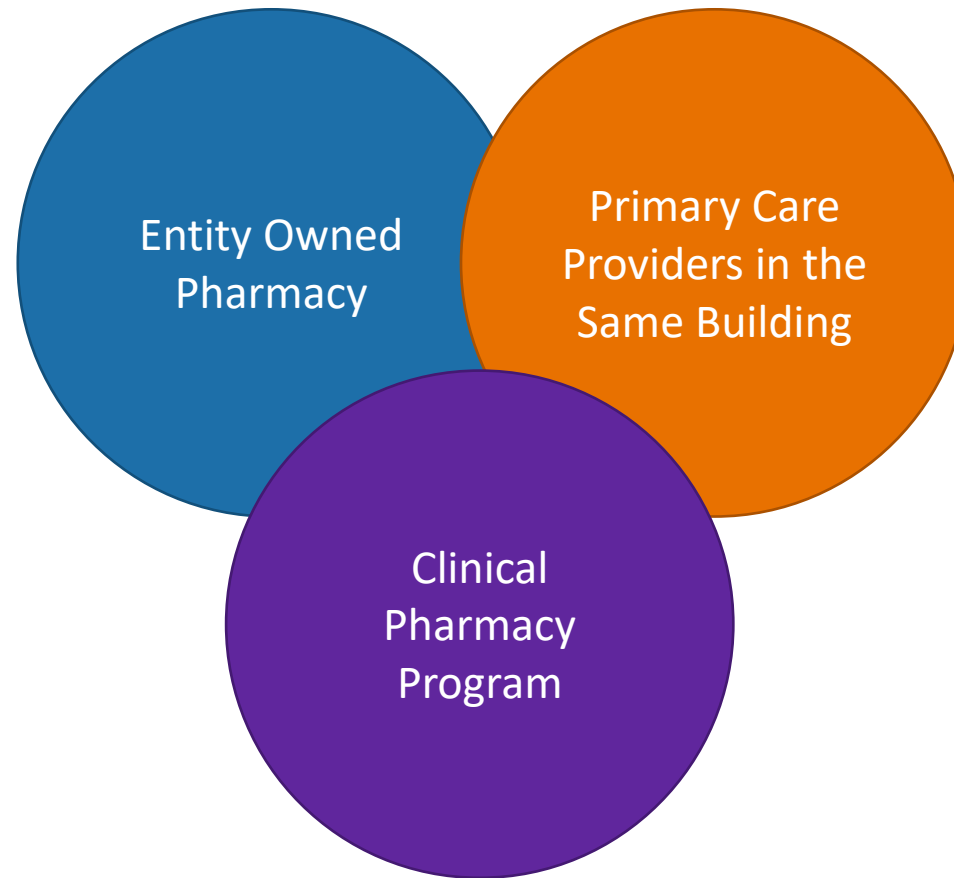 Entity Owned
Pharmacy
Primary Care
Providers in the
Same Building
Clinical
Pharmacy
Program